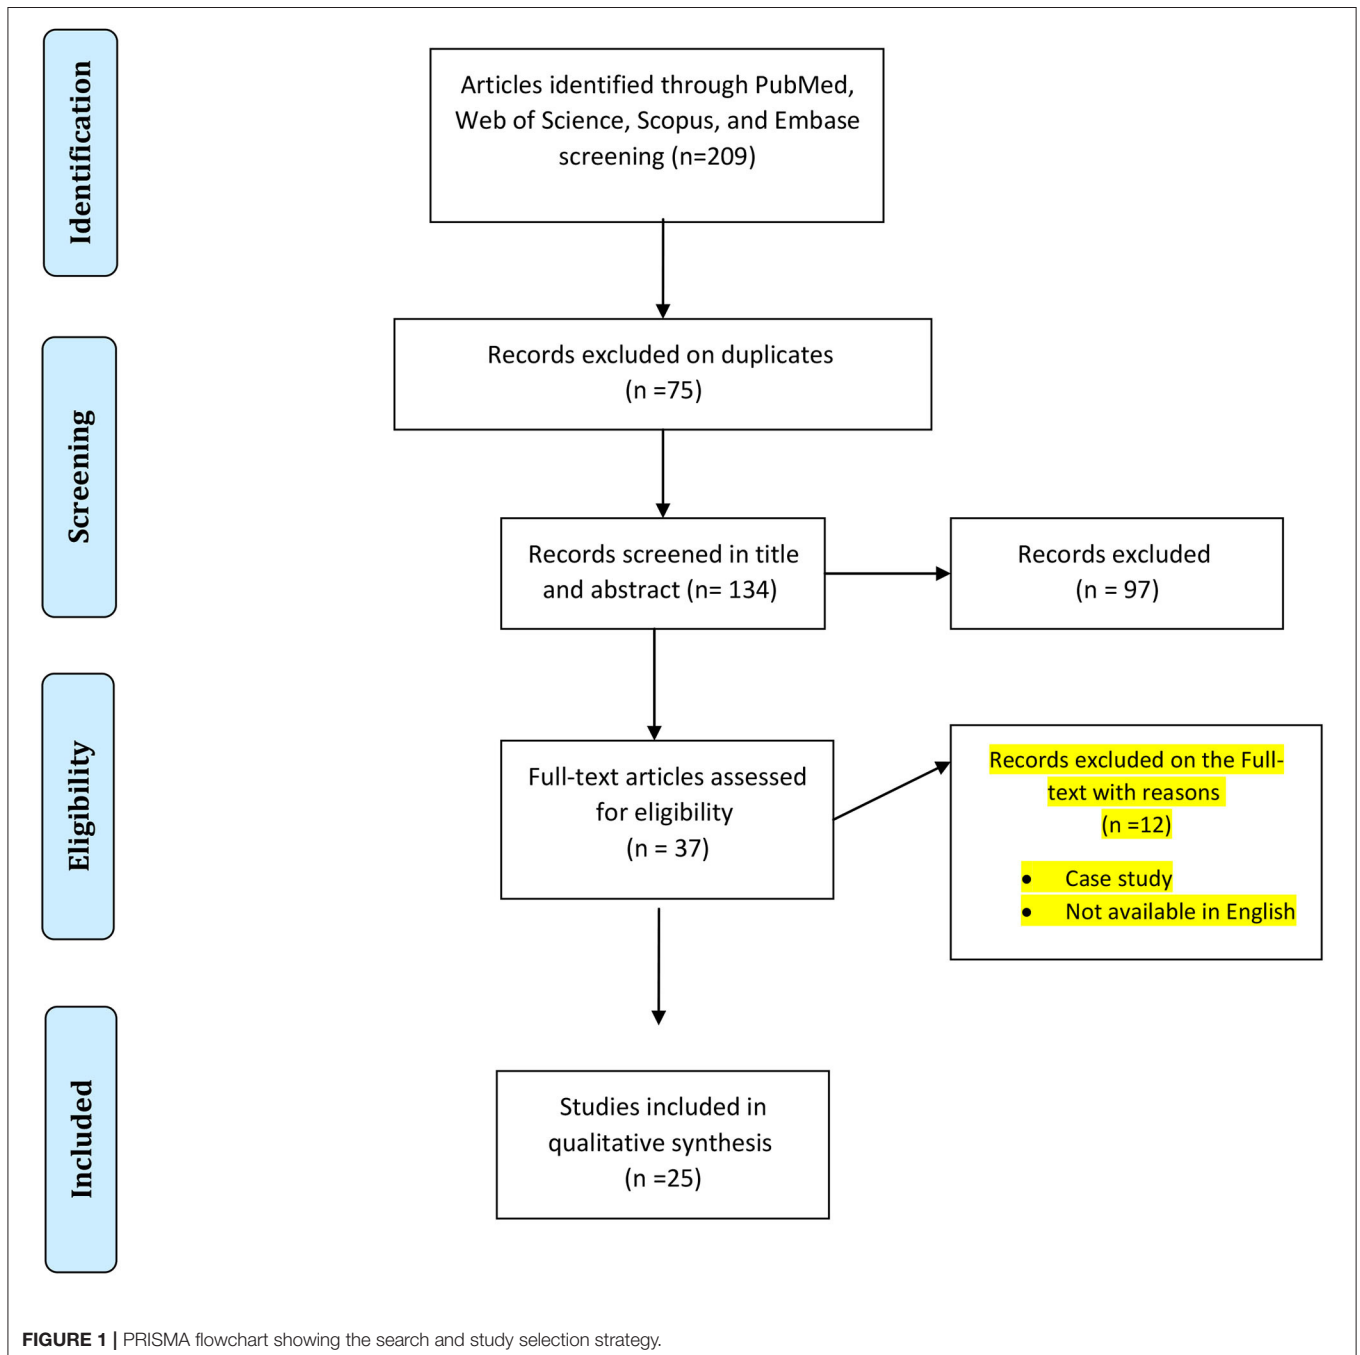 Identification
Articles identified through PubMed,
Web of Science, Scopus, and Embase
screening (n=209)
Screening
Records excluded on duplicates
(n =75)
Records screened in title
and abstract (n= 134)
Records excluded
(n = 97)
Eligibility
Full-text articles assessed
for eligibility
(n = 37)
Records excluded on the Full-
text with reasons
(n =12)
• Case study
• Not available in English
Included
Studies included in
qualitative synthesis
(n =25)
FIGURE 1 | PRISMA flowchart showing the search and study selection strategy.